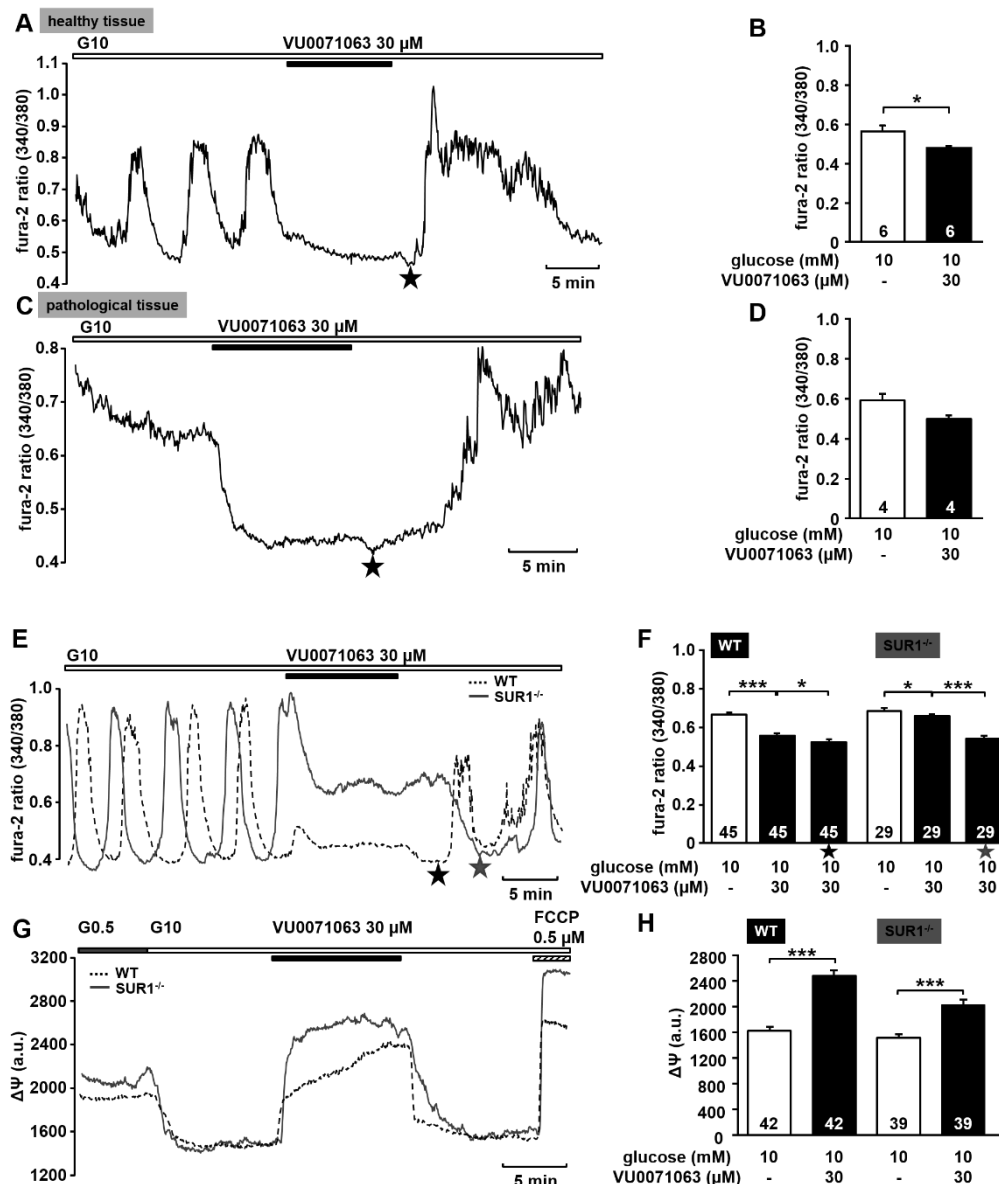 A healthy tissue
G10 VU0071063 30 µM
fura-2 ratio (340/380)
1.1
1.0
0.9
0.8
0.7
0.6
0.5
0.4
5 min
B
fura-2 ratio (340/380)
1.0
0.8
0.6
0.4
0.2
0
*
6 6
glucose (mM) 10 10
VU0071063 (µM) - 30
C pathological tissue
G10 VU0071063 30 µM
fura-2 ratio (340/380)
0.8
0.7
0.6
0.5
0.4
5 min
D
fura-2 ratio (340/380)
1.0
0.8
0.6
0.4
0.2
0
4 4
glucose (mM) 10 10
VU0071063 (µM) - 30
E
G10 VU0071063 30 µM
WT
SUR1-/-
fura-2 ratio (340/380)
1.0
0.8
0.6
0.4
5 min
F WT SUR1-/-
fura-2 ratio (340/380)
1.0
0.8
0.6
0.4
0.2
0
*** * * ***
45 45 45 29 29 29
glucose (mM) 10 10 10 10 10 10
VU0071063 (µM) - 30 30 - 30 30
G
G0.5 G10 VU0071063 30 µM FCCP
0.5 µM
WT
SUR1-/-
ΔΨ (a.u.)
3200
2800
2400
2000
1600
1200
5 min
H WT SUR1-/-
ΔΨ (a.u.)
2800
2400
2000
1600
1200
800
400
0
*** ***
42 42 39 39
glucose (mM) 10 10 10 10
VU0071063 (µM) - 30 - 30